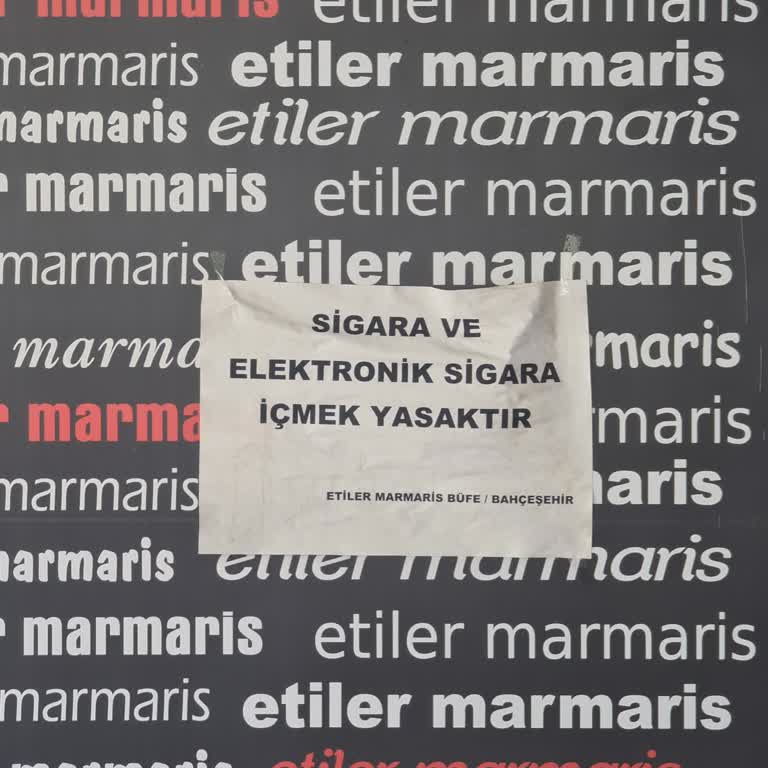 marmaris etiler marmaris
marmaris etiler marmaris
marmaris etiler marmaris
marmaris etiler marmaris
marmaris etiler marmaris
SİGARA VE
ELEKTRONİK SİGARA
İÇMEK YASAKTIR
ETİLER MARMARİS BÜFE / BAHÇEŞEHİR
marmaris
marmaris etiler marmaris
marmaris etiler marmaris
marmaris etiler marmaris
etiler marmaris